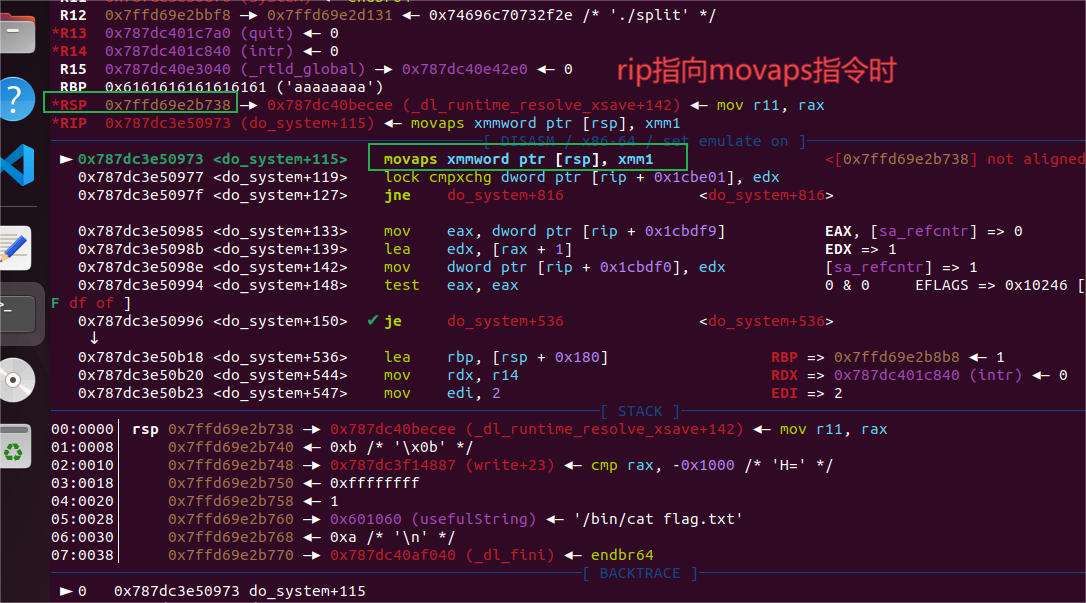 R12  0x7ffd69e2bbf8 —▸ 0x7ffd69e2d131 ◂— 0x74696c70732f2e /* './split' */
*R13  0x787dc401c7a0 (quit) ◂— 0
*R14  0x787dc401c840 (intr) ◂— 0
R15  0x787dc40e3040 (_rtld_global) —▸ 0x787dc40e42e0 ◂— 0
rip指向movaps指令时
RBP  0x6161616161616161 ('aaaaaaaa')
*RSP  0x7ffd69e2b738 —▸ 0x787dc40becee (_dl_runtime_resolve_xsave+142) ◂— mov r11, rax
*RIP  0x787dc3e50973 (do_system+115) ◂— movaps xmmword ptr [rsp], xmm1
[ DISASM / x86-64 / set emulate on ]
► 0x787dc3e50973 <do_system+115>    movaps xmmword ptr [rsp], xmm1    <[0x7ffd69e2b738] not aligned
0x787dc3e50977 <do_system+119>    lock cmpxchg dword ptr [rip + 0x1cbe01], edx
0x787dc3e5097f <do_system+127>    jne    do_system+816    <do_system+816>
0x787dc3e50985 <do_system+133>    mov    eax, dword ptr [rip + 0x1cbdf9]    EAX, [sa_refcntr] => 0
0x787dc3e5098b <do_system+139>    lea    edx, [rax + 1]    EDX => 1
0x787dc3e5098e <do_system+142>    mov    dword ptr [rip + 0x1cbdf0], edx    [sa_refcntr] => 1
0x787dc3e50994 <do_system+148>    test   eax, eax    0 & 0    EFLAGS => 0x10246 [
F df of ]
0x787dc3e50996 <do_system+150>  ✔ je     do_system+536    <do_system+536>
↓
0x787dc3e50b18 <do_system+536>    lea    rbp, [rsp + 0x180]    RBP => 0x7ffd69e2b8b8 ◂— 1
0x787dc3e50b20 <do_system+544>    mov    rdx, r14    RDX => 0x787dc401c840 (intr) ◂— 0
0x787dc3e50b23 <do_system+547>    mov    edi, 2    EDI => 2
[ STACK ]
00:0000│ rsp 0x7ffd69e2b738 —▸ 0x787dc40becee (_dl_runtime_resolve_xsave+142) ◂— mov r11, rax
01:0008│     0x7ffd69e2b740 ◂— 0xb /* '\x0b' */
02:0010│     0x7ffd69e2b748 —▸ 0x787dc3f14887 (write+23) ◂— cmp rax, -0x1000 /* 'H=' */
03:0018│     0x7ffd69e2b750 ◂— 0xffffffff
04:0020│     0x7ffd69e2b758 ◂— 1
05:0028│     0x7ffd69e2b760 —▸ 0x601060 (usefulString) ◂— '/bin/cat flag.txt'
06:0030│     0x7ffd69e2b768 ◂— 0xa /* '\n' */
07:0038│     0x7ffd69e2b770 —▸ 0x787dc40af040 (_dl_fini) ◂— endbr64
[ BACKTRACE ]
► 0   0x787dc3e50973 do_system+115